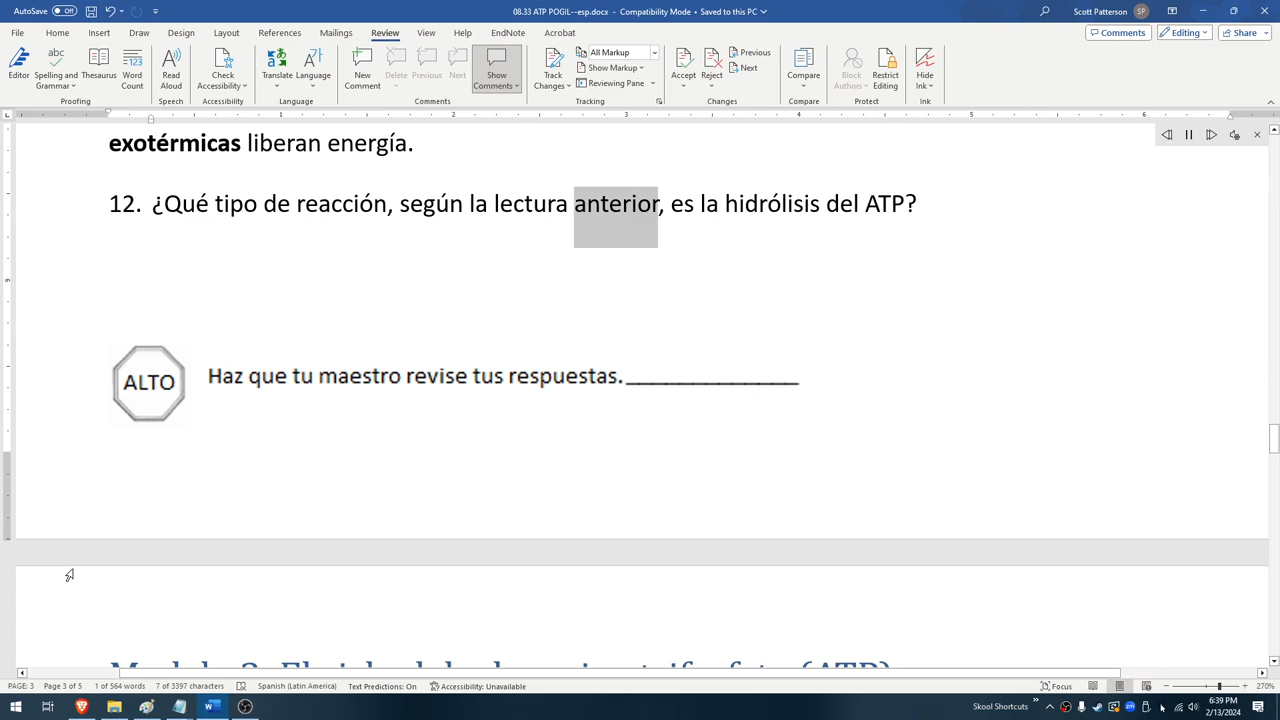 AutoSave Off 08.33 ATP POGIL--esp.docx - Compatibility Mode • Saved to this PC Scott Patterson SP
File Home Insert Draw Design Layout References Mailings Review View Help EndNote Acrobat Comments Editing Share
Editor Spelling and Grammar Thesaurus Word Count Read Aloud Check Accessibility Translate Language New Comment Delete Previous Next Show Comments Track Changes All Markup Show Markup Reviewing Pane Accept Reject Previous Next Compare Block Authors Restrict Editing Hide Ink
Proofing Speech Accessibility Language Comments Tracking Changes Compare Protect Ink
1 2 3 5 6
exotérmicas liberan energía.
12. ¿Qué tipo de reacción, según la lectura anterior, es la hidrólisis del ATP?
ALTO Haz que tu maestro revise tus respuestas. _____________
PAGE: 3 Page 3 of 5 1 of 564 words 7 of 3397 characters Spanish (Latin America) Text Predictions: On Accessibility: Unavailable Focus 270%
Skool Shortcuts 6:39 PM
2/13/2024